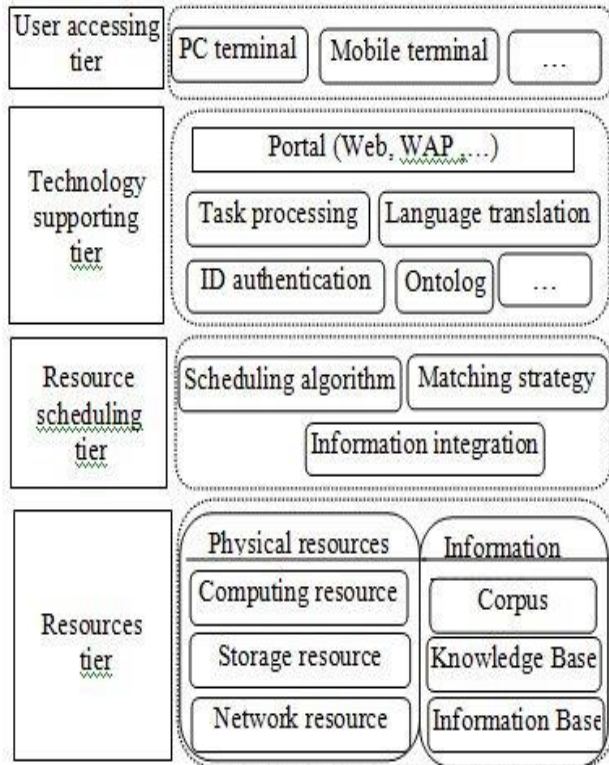 User accessing
tier
PC terminal
Mobile terminal
…
Technology
supporting
tier
Portal (Web, WAP ,…)
Task processing
Language translation
ID authentication
Ontolog
…
Resource
scheduling
tier
Scheduling algorithm
Matching strategy
Information integration
Resources
tier
Physical resources
Computing resource
Storage resource
Network resource
Information
Corpus
Knowledge Base
Information Base